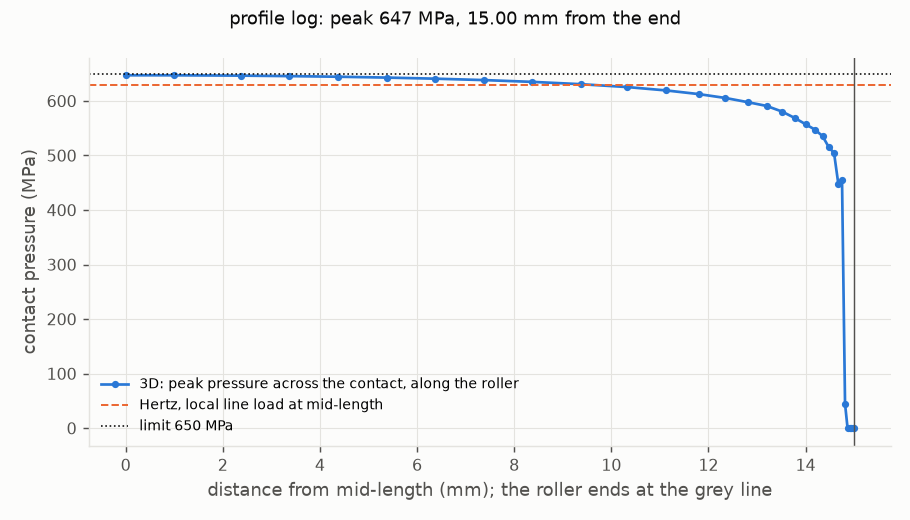 profile log: peak 647 MPa, 15.00 mm from the end
contact pressure (MPa)
600
500
400
300
200
100
0
3D: peak pressure across the contact, along the roller
Hertz, local line load at mid-length
limit 650 MPa
0 2 4 6 8 10 12 14
distance from mid-length (mm); the roller ends at the grey line